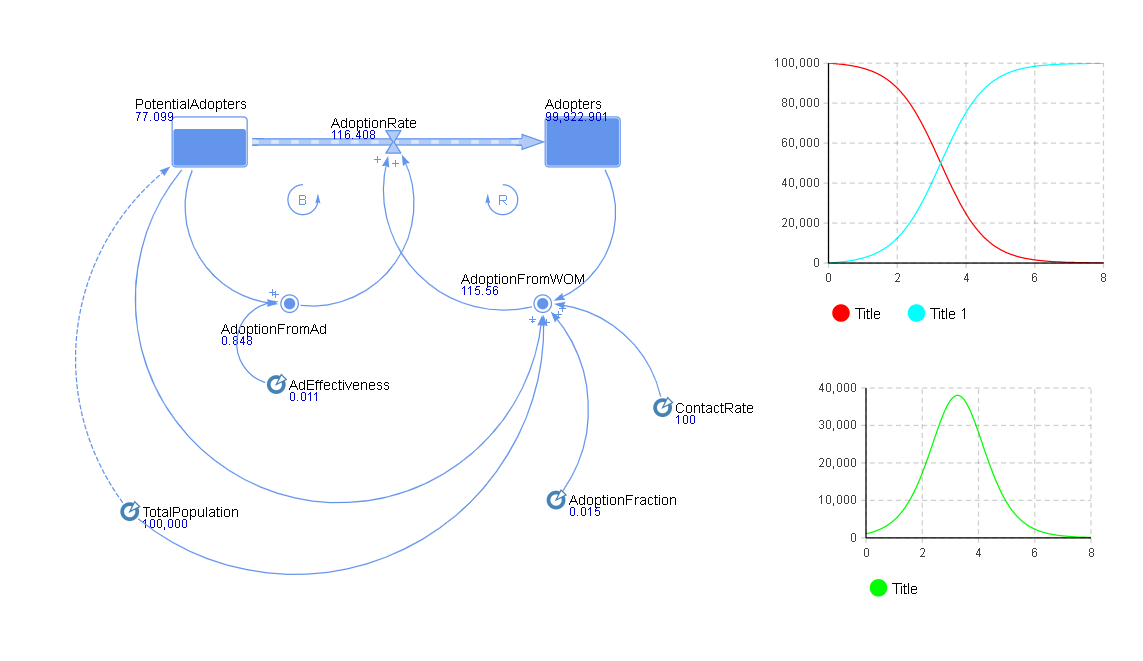 PotentialAdopters
77.099
AdoptionRate
116.408
Adopters
99,922.901
+
+
B
R
AdoptionFromWOM
115.56
+
+
AdoptionFromAd
0.848
+
+
+
+
AdEffectiveness
0.011
ContactRate
100
TotalPopulation
100,000
AdoptionFraction
0.015
100,000
80,000
60,000
40,000
20,000
0
0 2 4 6 8
Title Title 1
40,000
30,000
20,000
10,000
0
0 2 4 6 8
Title